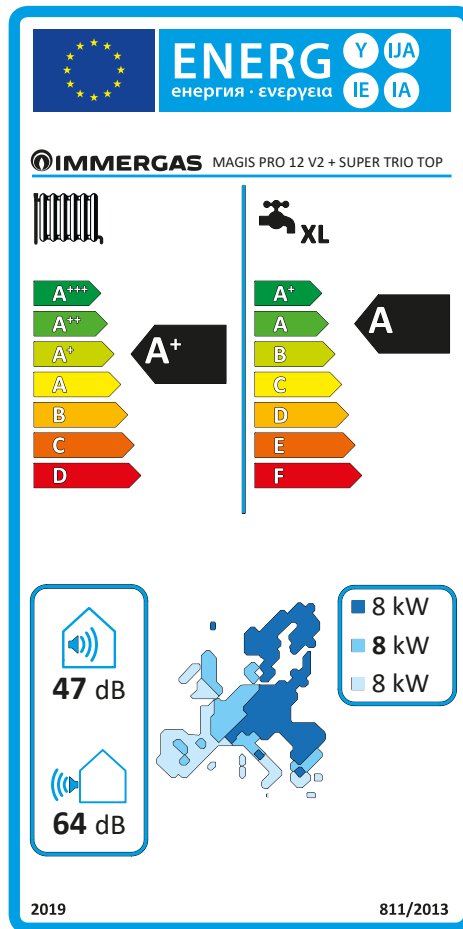 ENERG Y IJA
енергия · ενεργεια IE IA
IMMERGAS MAGIS PRO 12 V2 + SUPER TRIO TOP
XL
A+++ A+
A++ A A
A+ A+ B
A C
B D
C E
D F
8 kW
8 kW
8 kW
47 dB
64 dB
2019 811/2013